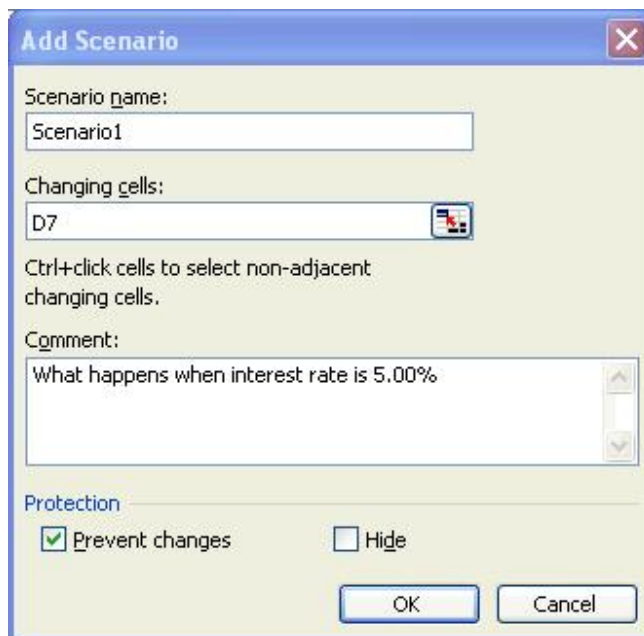 Add Scenario
Scenario name:
Scenario1
Changing cells:
D7
Ctrl+click cells to select non-adjacent
changing cells.
Comment:
What happens when interest rate is 5.00%
Protection
Prevent changes Hide
OK Cancel